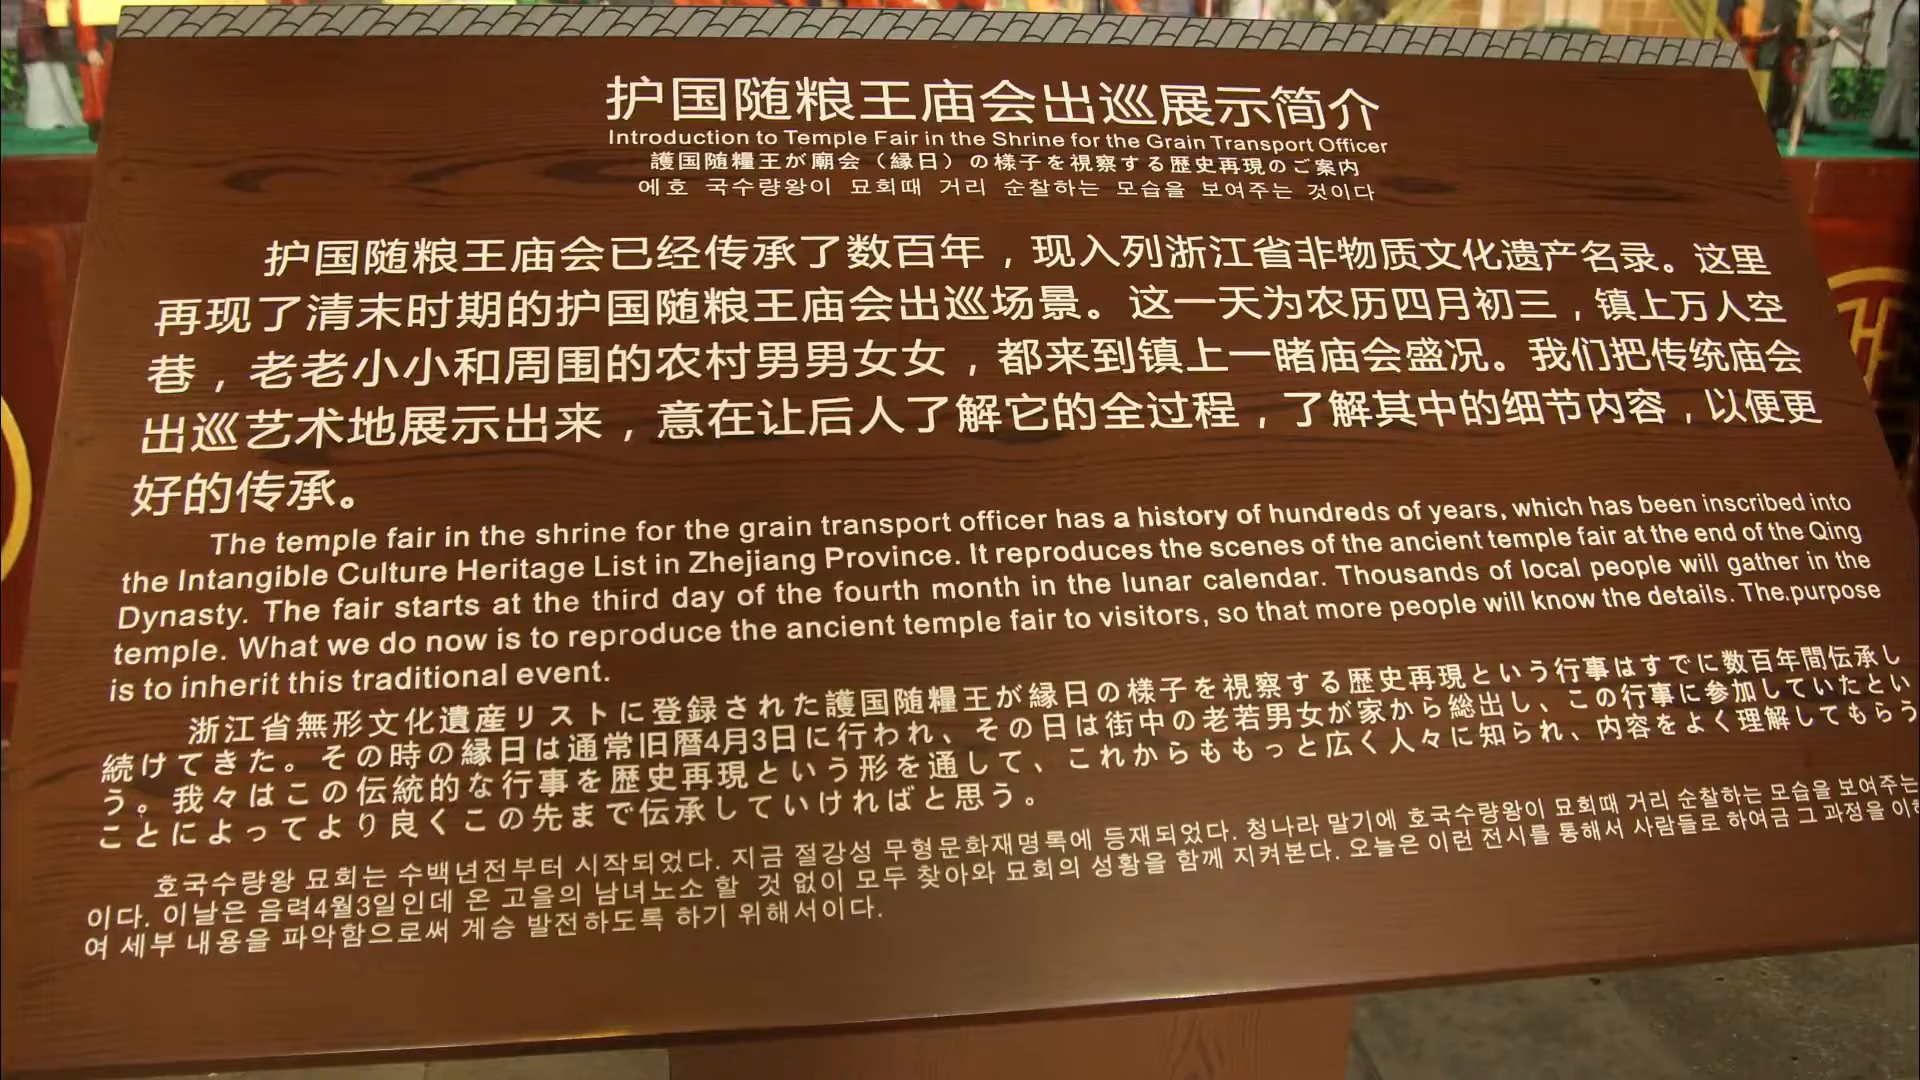 护国随粮王庙会出巡展示简介
Introduction to Temple Fair in the Shrine for the Grain Transport Officer
護国随糧王が廟会（縁日）の様子を視察する歴史再現のご案内
에호 국수량왕이 묘회때 거리 순찰하는 모습을 보여주는 것이다
护国随粮王庙会已经传承了数百年，现入列浙江省非物质文化遗产名录。这里
再现了清末时期的护国随粮王庙会出巡场景。这一天为农历四月初三，镇上万人空
巷，老老小小和周围的农村男男女女，都来到镇上一睹庙会盛况。我们把传统庙会
出巡艺术地展示出来，意在让后人了解它的全过程，了解其中的细节内容，以便更
好的传承。
The temple fair in the shrine for the grain transport officer has a history of hundreds of years, which has been inscribed into
the Intangible Culture Heritage List in Zhejiang Province. It reproduces the scenes of the ancient temple fair at the end of the Qing
Dynasty. The fair starts at the third day of the fourth month in the lunar calendar. Thousands of local people will gather in the
temple. What we do now is to reproduce the ancient temple fair to visitors, so that more people will know the details. The.purpose
is to inherit this traditional event.
浙江省無形文化遺産リストに登録された護国随糧王が縁日の様子を視察する歴史再現という行事はすでに数百年間伝承し
続けてきた。その時の縁日は通常旧暦4月3日に行われ、その日は街中の老若男女が家から総出し、この行事に参加していたとい
う。我々はこの伝統的な行事を歴史再現という形を通して、これからももっと広く人々に知られ、内容をよく理解してもらう
ことによってより良くこの先まで伝承していければと思う。
호국수량왕 묘회는 수백년전부터 시작되었다. 지금 절강성 무형문화재명록에 등재되었다. 청나라 말기에 호국수량왕이 묘회때 거리 순찰하는 모습을 보여주는
이다. 이날은 음력4월3일인데 온 고을의 남녀노소 할 것 없이 모두 찾아와 묘회의 성황을 함께 지켜본다. 오늘은 이런 전시를 통해서 사람들로 하여금 그 과정을
여 세부 내용을 파악함으로써 계승 발전하도록 하기 위해서이다.